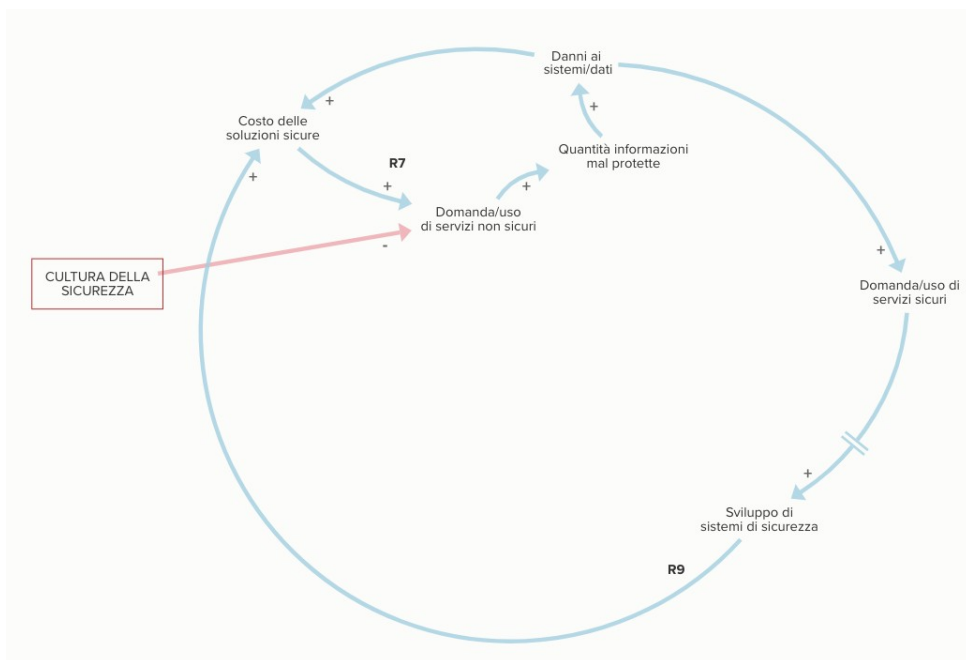 Danni ai
sistemi/dati
+
Costo delle
soluzioni sicure
+
Quantità informazioni
mal protette
R7
+
+
+
Domanda/uso
di servizi non sicuri
-
+
CULTURA DELLA
SICUREZZA
Domanda/uso di
servizi sicuri
+
Sviluppo di
sistemi di sicurezza
R9